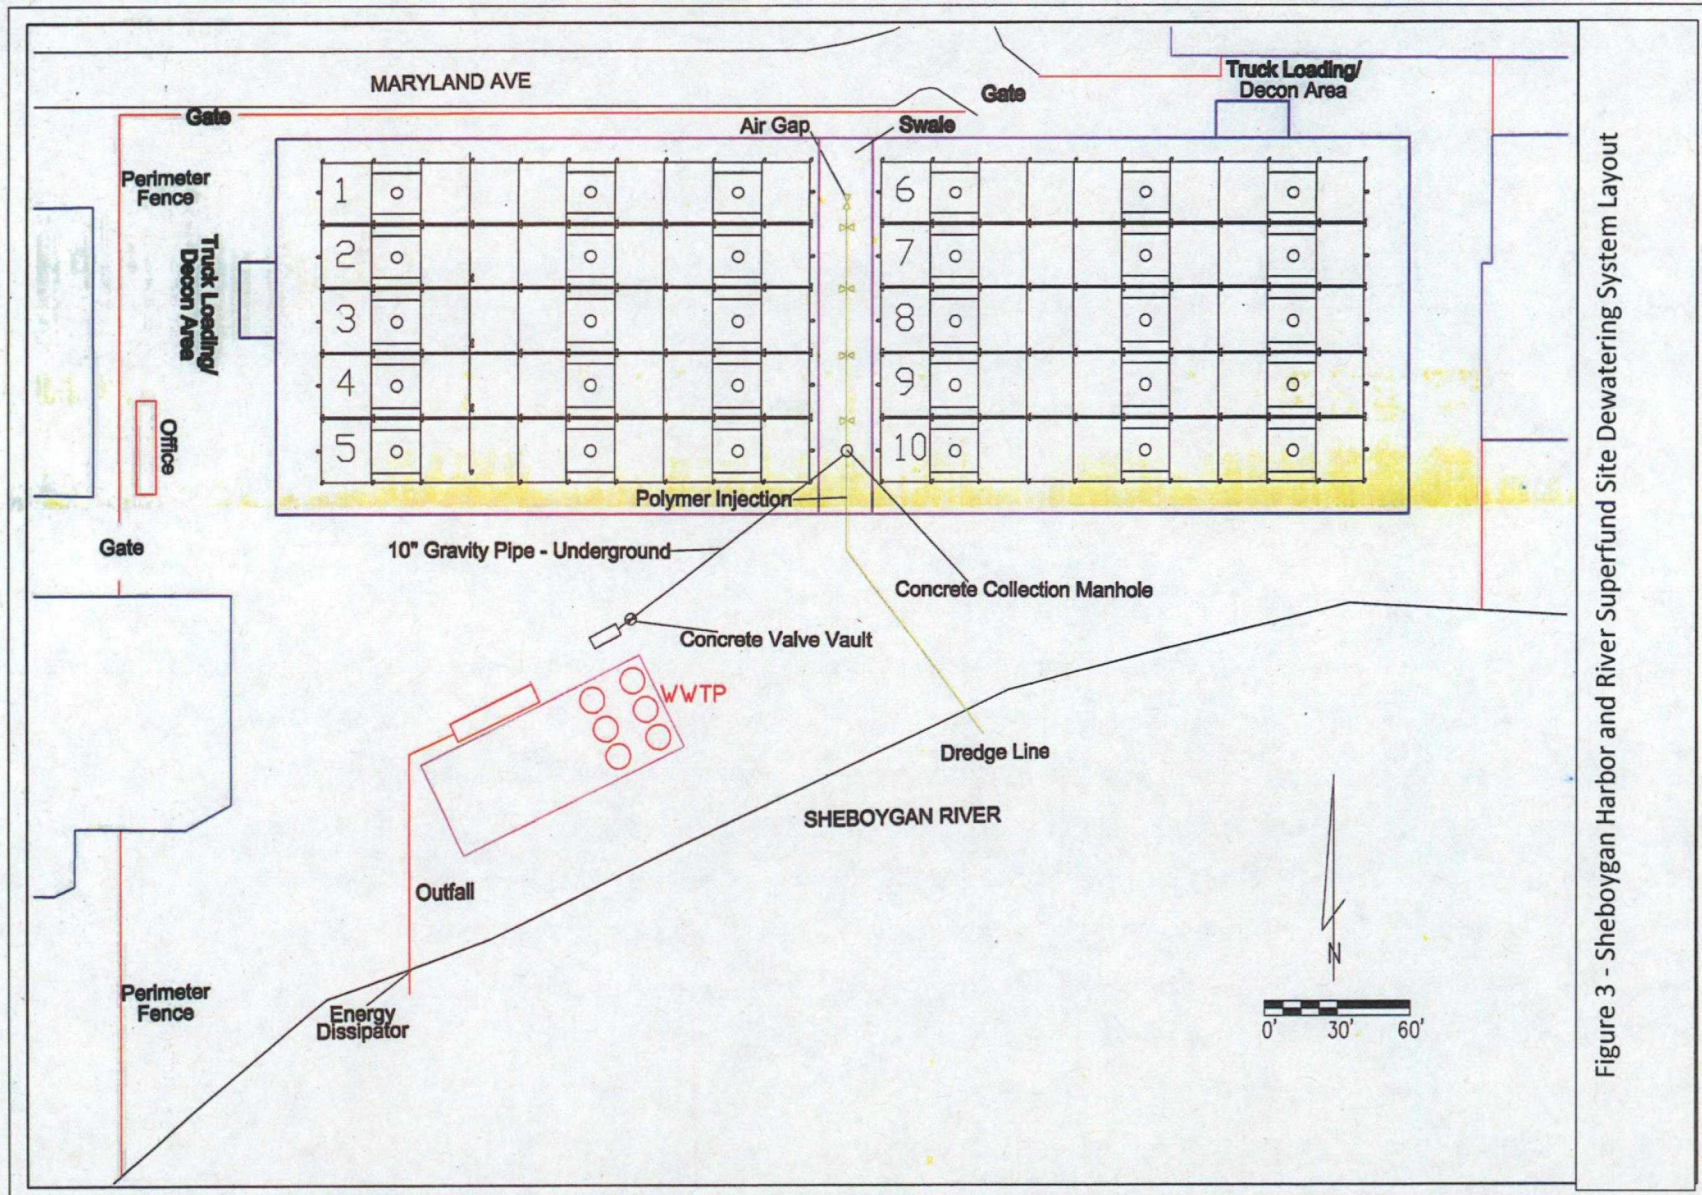 MARYLAND AVE
Gate
Truck Loading/
Decon Area
Gate
Air Gap
Swale
Perimeter
Fence
1
6
2
7
Truck Loading/
Decon Area
3
8
4
9
Office
5
10
Polymer Injection
Gate
10" Gravity Pipe - Underground
Concrete Collection Manhole
Concrete Valve Vault
WWTP
Dredge Line
SHEBOYGAN RIVER
Outfall
N
Perimeter
Fence
Energy
Dissipator
0' 30' 60'
Figure 3 - Sheboygan Harbor and River Superfund Site Dewatering System Layout